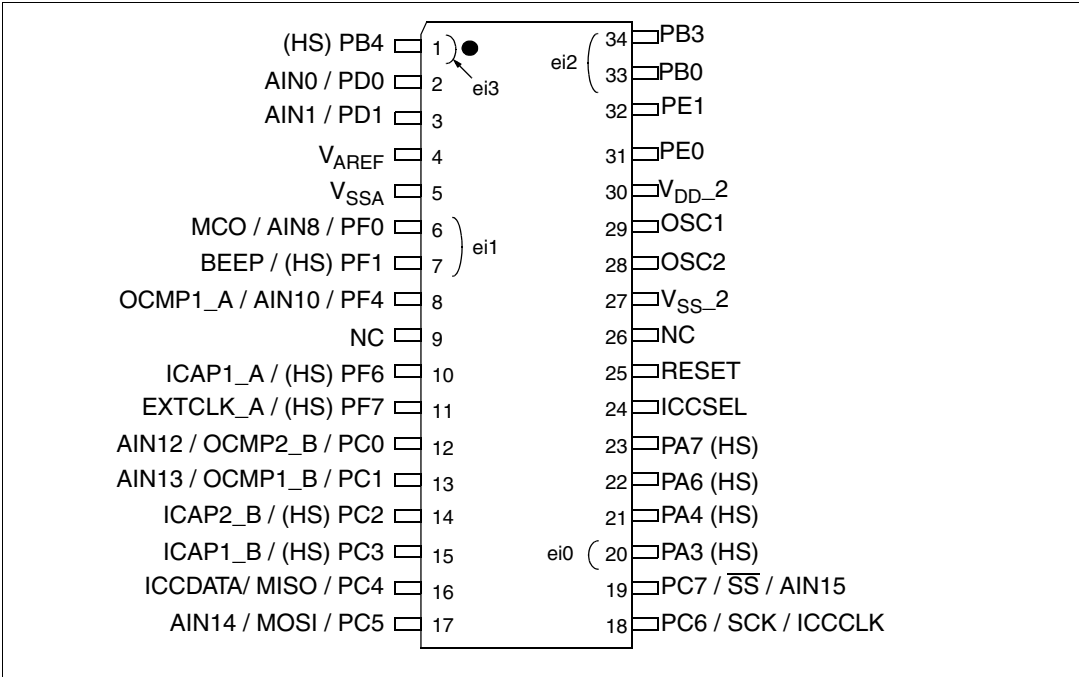 (HS) PB4 1 34 PB3
ei3 ei2
AIN0 / PD0 2 33 PB0
AIN1 / PD1 3 32 PE1
VAREF 4 31 PE0
VSSA 5 30 VDD_2
MCO / AIN8 / PF0 6 29 OSC1
ei1
BEEP / (HS) PF1 7 28 OSC2
OCMP1_A / AIN10 / PF4 8 27 VSS_2
NC 9 26 NC
ICAP1_A / (HS) PF6 10 25 RESET
EXTCLK_A / (HS) PF7 11 24 ICCSEL
AIN12 / OCMP2_B / PC0 12 23 PA7 (HS)
AIN13 / OCMP1_B / PC1 13 22 PA6 (HS)
ICAP2_B / (HS) PC2 14 21 PA4 (HS)
ICAP1_B / (HS) PC3 15 ei0 20 PA3 (HS)
ICCDATA/ MISO / PC4 16 19 PC7 / S̅S̅ / AIN15
AIN14 / MOSI / PC5 17 18 PC6 / SCK / ICCCLK